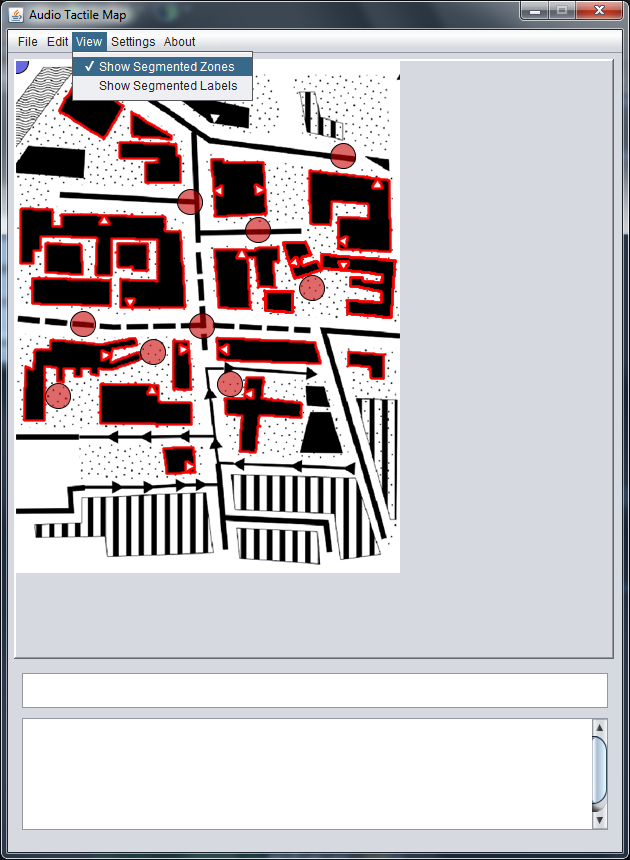 Audio Tactile Map
File Edit View Settings About
✓ Show Segmented Zones
Show Segmented Labels